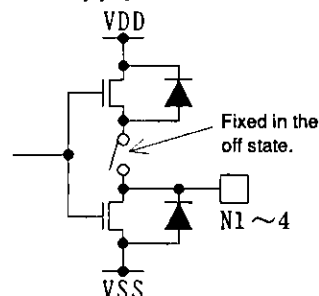 VDD
Fixed in the
off state.
N1～4
VSS